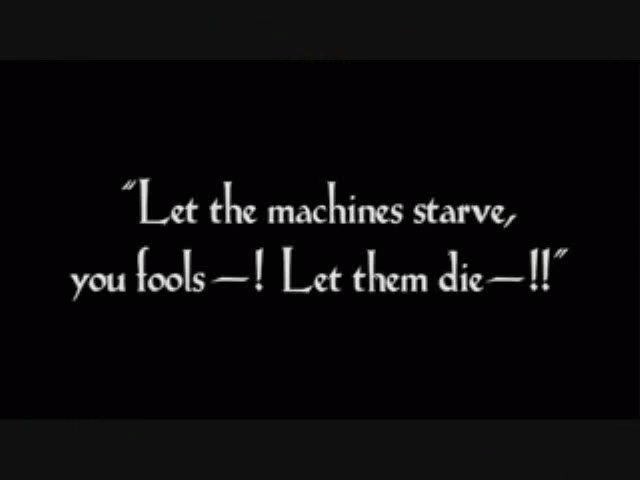 "Let the machines starve,
you fools—! Let them die—!!"